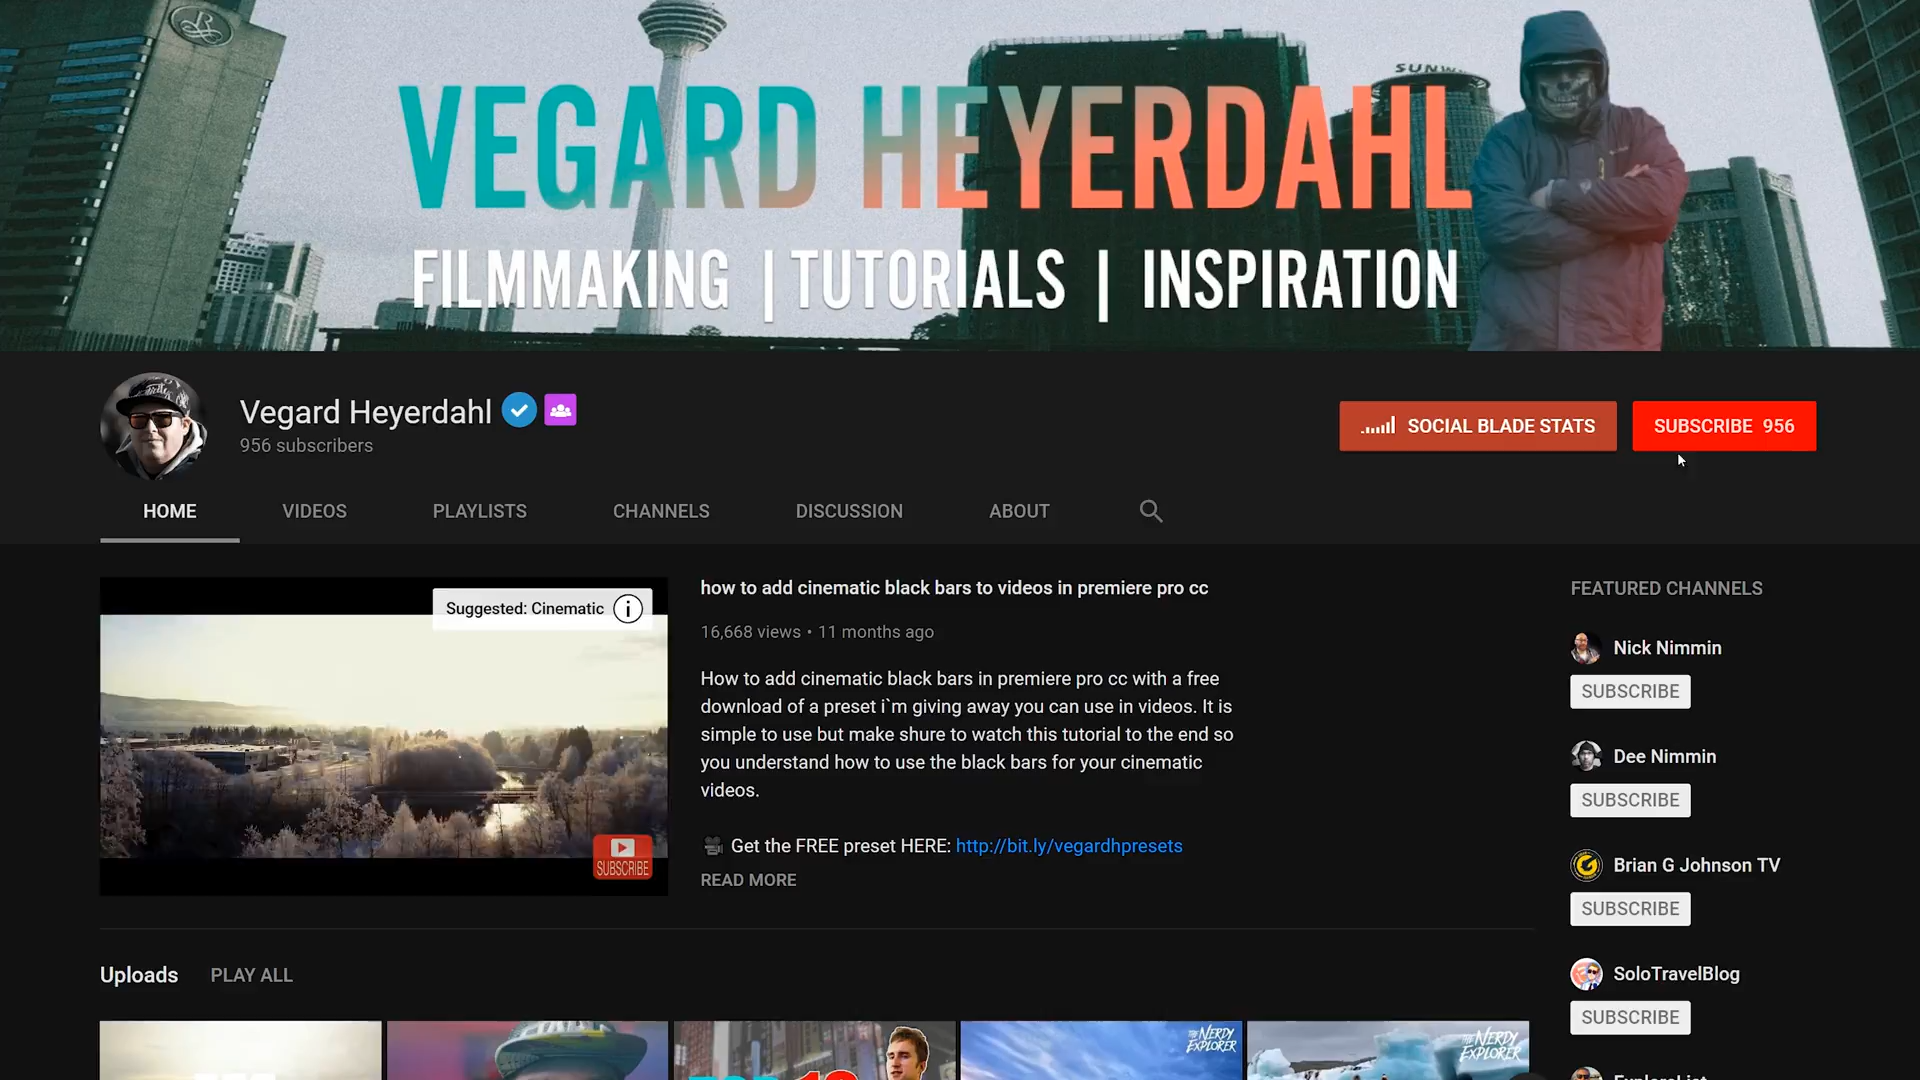 SUNW
VEGARD HEYERDAHL
FILMMAKING | TUTORIALS | INSPIRATION
Vegard Heyerdahl
956 subscribers
SOCIAL BLADE STATS
SUBSCRIBE 956
HOME
VIDEOS
PLAYLISTS
CHANNELS
DISCUSSION
ABOUT
Suggested: Cinematic
SUBSCRIBE
how to add cinematic black bars to videos in premiere pro cc
16,668 views • 11 months ago
How to add cinematic black bars in premiere pro cc with a free
download of a preset i`m giving away you can use in videos. It is
simple to use but make shure to watch this tutorial to the end so
you understand how to use the black bars for your cinematic
videos.
Get the FREE preset HERE: http://bit.ly/vegardhpresets
READ MORE
FEATURED CHANNELS
Nick Nimmin
SUBSCRIBE
Dee Nimmin
SUBSCRIBE
Brian G Johnson TV
SUBSCRIBE
SoloTravelBlog
SUBSCRIBE
Uploads
PLAY ALL
THE NERDY
EXPLORER
THE NERDY
EXPLORER